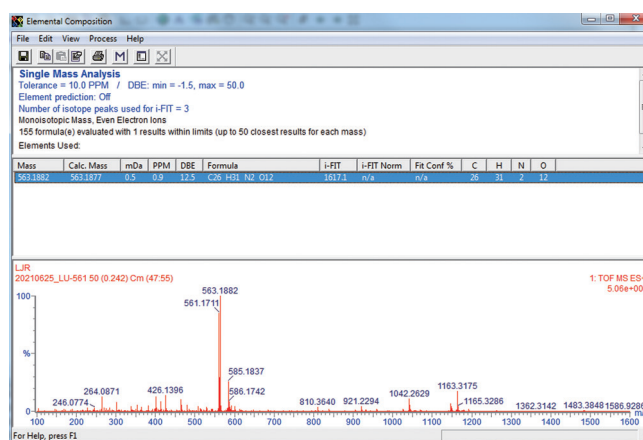 Elemental Composition
File Edit View Process Help
Single Mass Analysis
Tolerance = 10.0 PPM / DBE: min = -1.5, max = 50.0
Element prediction: Off
Number of isotope peaks used for i-FIT = 3
Monoisotopic Mass, Even Electron Ions
155 formula(e) evaluated with 1 results within limits (up to 50 closest results for each mass)
Elements Used:
Mass Calc. Mass mDa PPM DBE Formula i-FIT i-FIT Norm Fit Conf % C H N O
563.1882 563.1877 0.5 0.9 12.5 C26 H31 N2 O12 1617.1 n/a n/a 26 31 2 12
LJR
20210625_LU-561 50 (0.242) Cm (47:55)
1: TOF MS ES+
5.06e+00
100
%
0
563.1882
561.1711
585.1837
586.1742
246.0774
264.0871
426.1396
810.3640
921.2294
1042.2629
1163.3175
1165.3286
1362.3142
1483.3848
1586.9286
100 200 300 400 500 600 700 800 900 1000 1100 1200 1300 1400 1500 1600
For Help, press F1